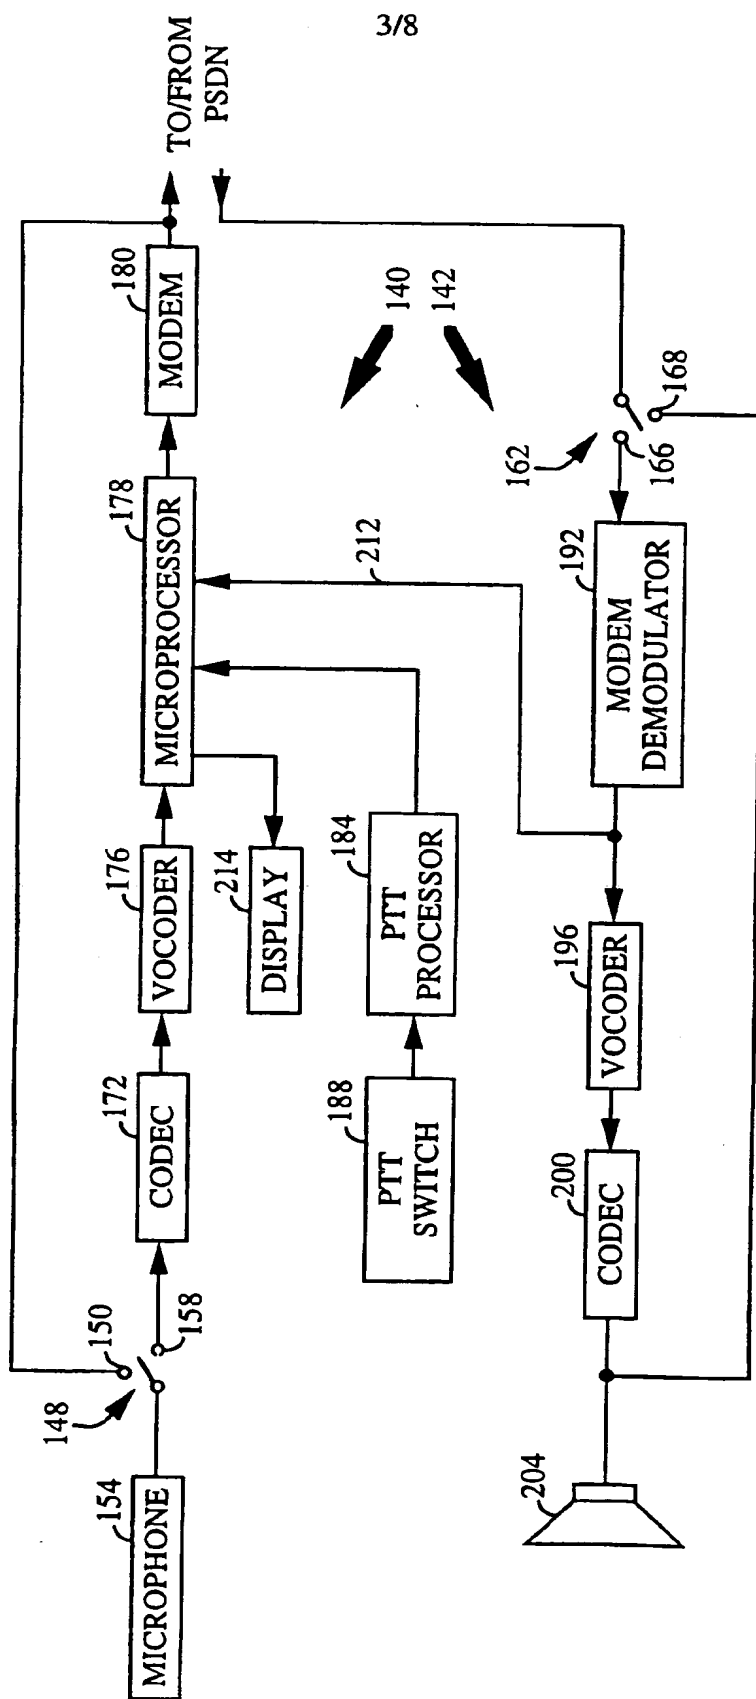 3/8
TO/FROM
PSDN
180
MODEM
178
MICROPROCESSOR
176
VOCODER
172
CODEC
150
158
148
154
MICROPHONE
214
DISPLAY
212
184
PTT
PROCESSOR
188
PTT
SWITCH
140
142
162
168
166
192
MODEM
DEMODULATOR
196
VOCODER
200
CODEC
204